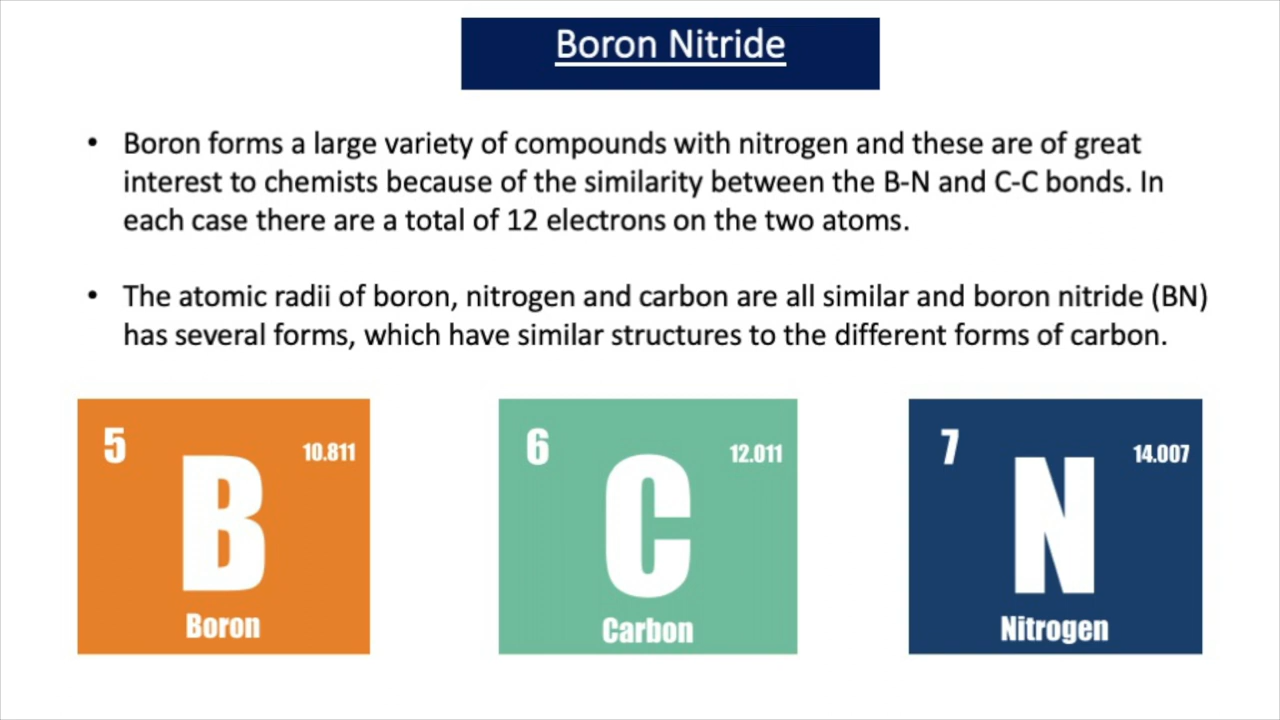 Boron Nitride
• Boron forms a large variety of compounds with nitrogen and these are of great
interest to chemists because of the similarity between the B-N and C-C bonds. In
each case there are a total of 12 electrons on the two atoms.
• The atomic radii of boron, nitrogen and carbon are all similar and boron nitride (BN)
has several forms, which have similar structures to the different forms of carbon.
5 10.811
B
Boron
6 12.011
C
Carbon
7 14.007
N
Nitrogen